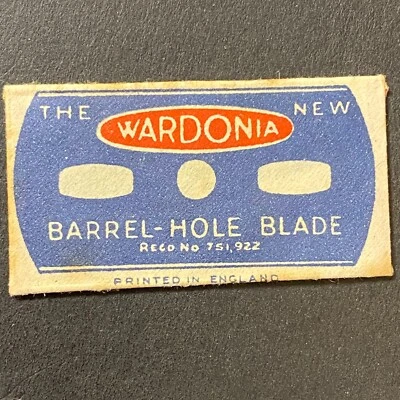 THE NEW
WARDONIA
BARREL-HOLE BLADE
REGD No 751,922
PRINTED IN ENGLAND